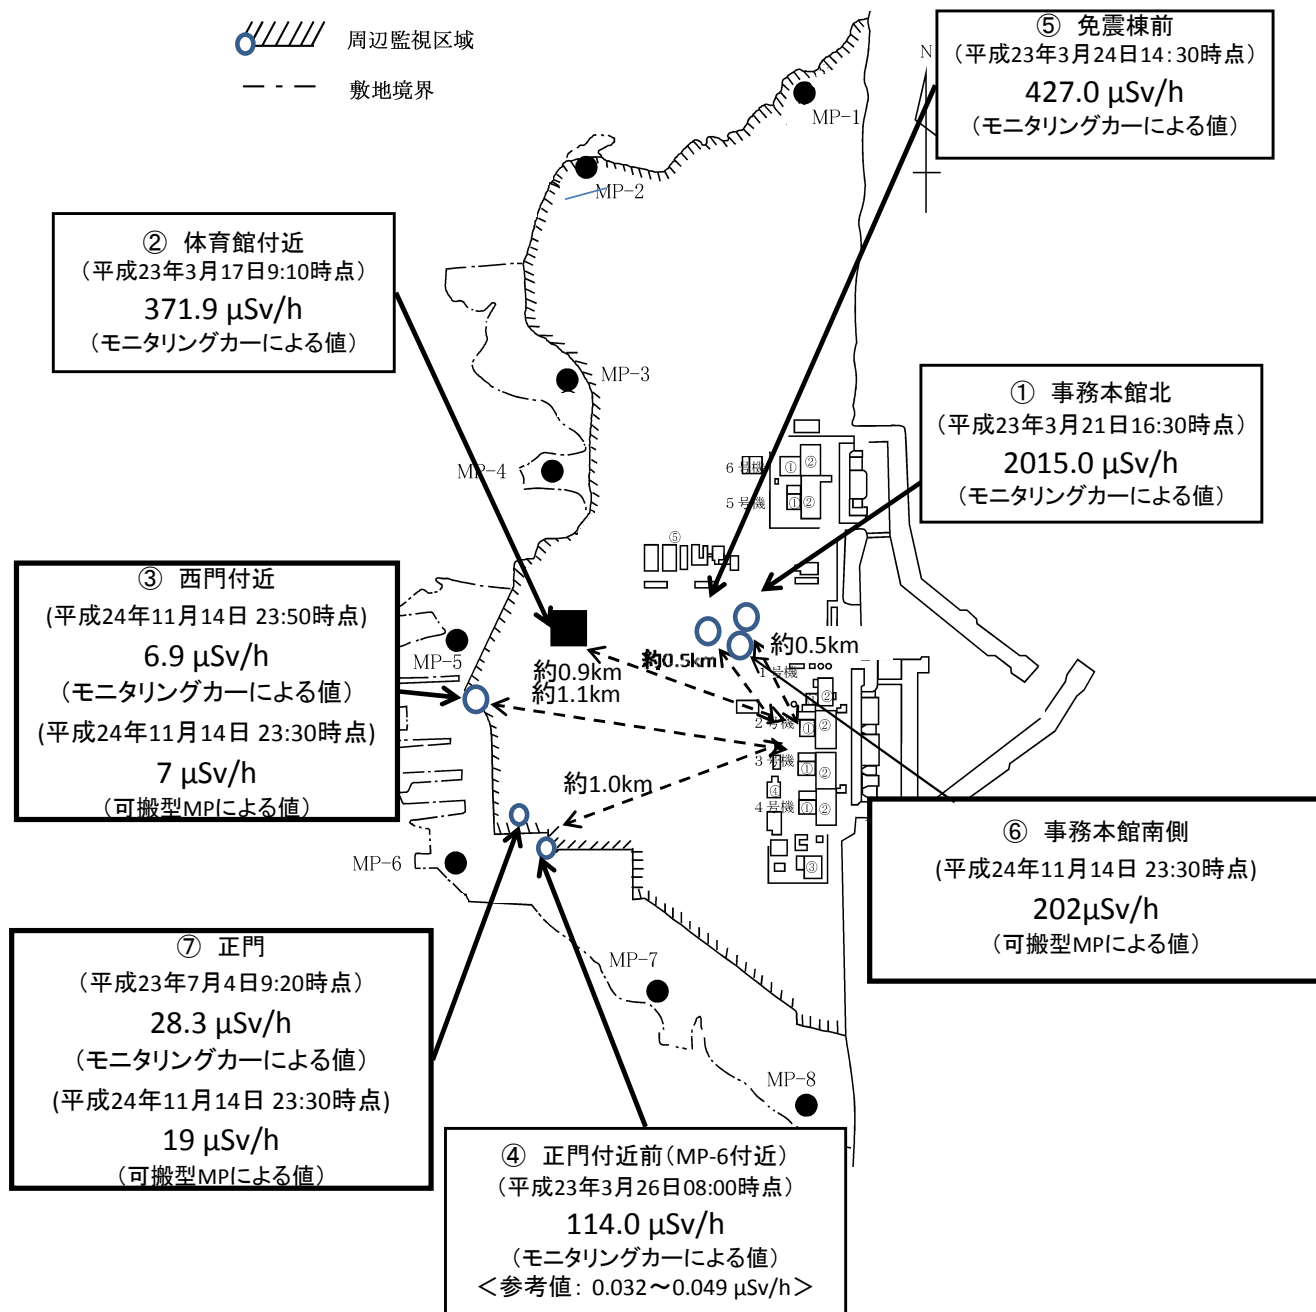 周辺監視区域
敷地境界
N
⑤ 免震棟前
（平成23年3月24日14:30時点）
427.0 μSv/h
（モニタリングカーによる値）
MP-1
MP-2
② 体育館付近
（平成23年3月17日9:10時点）
371.9 μSv/h
（モニタリングカーによる値）
MP-3
① 事務本館北
（平成23年3月21日16:30時点）
2015.0 μSv/h
（モニタリングカーによる値）
MP-4
6号機
① ②
5号機
① ②
⑤
③ 西門付近
(平成24年11月14日 23:50時点)
6.9 μSv/h
（モニタリングカーによる値）
(平成24年11月14日 23:30時点)
7 μSv/h
（可搬型MPによる値）
MP-5
約0.9km
約1.1km
約0.5km
約0.5km
1号機
②
2号機
① ②
3号機
① ②
④
4号機
① ②
③
約1.0km
MP-6
⑥ 事務本館南側
(平成24年11月14日 23:30時点)
202μSv/h
（可搬型MPによる値）
⑦ 正門
（平成23年7月4日9:20時点）
28.3 μSv/h
（モニタリングカーによる値）
(平成24年11月14日 23:30時点)
19 μSv/h
（可搬型MPによる値）
MP-7
MP-8
④ 正門付近前（MP-6付近）
（平成23年3月26日08:00時点）
114.0 μSv/h
（モニタリングカーによる値）
＜参考値：0.032～0.049 μSv/h＞